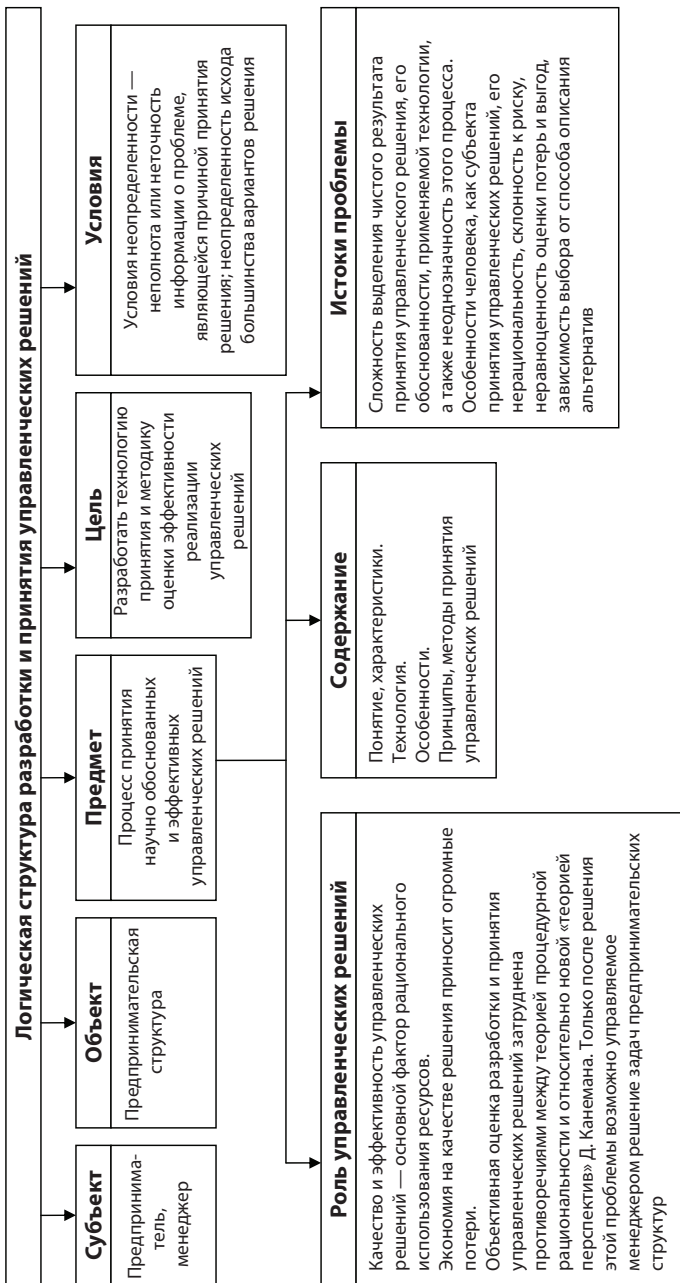 Логическая структура разработки и принятия управленческих решений
Субъект
Предпринима-
тель,
менеджер
Объект
Предпринимательская
структура
Предмет
Процесс принятия
научно обоснованных
и эффективных
управленческих решений
Цель
Разработать технологию
принятия и методику
оценки эффективности
реализации
управленческих
решений
Условия
Условия неопределенности —
неполнота или неточность
информации о проблеме,
являющейся причиной принятия
решения; неопределенность исхода
большинства вариантов решения
Роль управленческих решений
Качество и эффективность управленческих
решений — основной фактор рационального
использования ресурсов.
Экономия на качестве решения приносит огромные
потери.
Объективная оценка разработки и принятия
управленческих решений затруднена
противоречиями между теорией процедурной
рациональности и относительно новой «теорией
перспектив» Д. Канемана. Только после решения
этой проблемы возможно управляемое
менеджером решение задач предпринимательских
структур
Содержание
Понятие, характеристики.
Технология.
Особенности.
Принципы, методы принятия
управленческих решений
Истоки проблемы
Сложность выделения чистого результата
принятия управленческого решения, его
обоснованности, применяемой технологии,
а также неоднозначность этого процесса.
Особенности человека, как субъекта
принятия управленческих решений, его
нерациональность, склонность к риску,
неравноценность оценки потерь и выгод,
зависимость выбора от способа описания
альтернатив